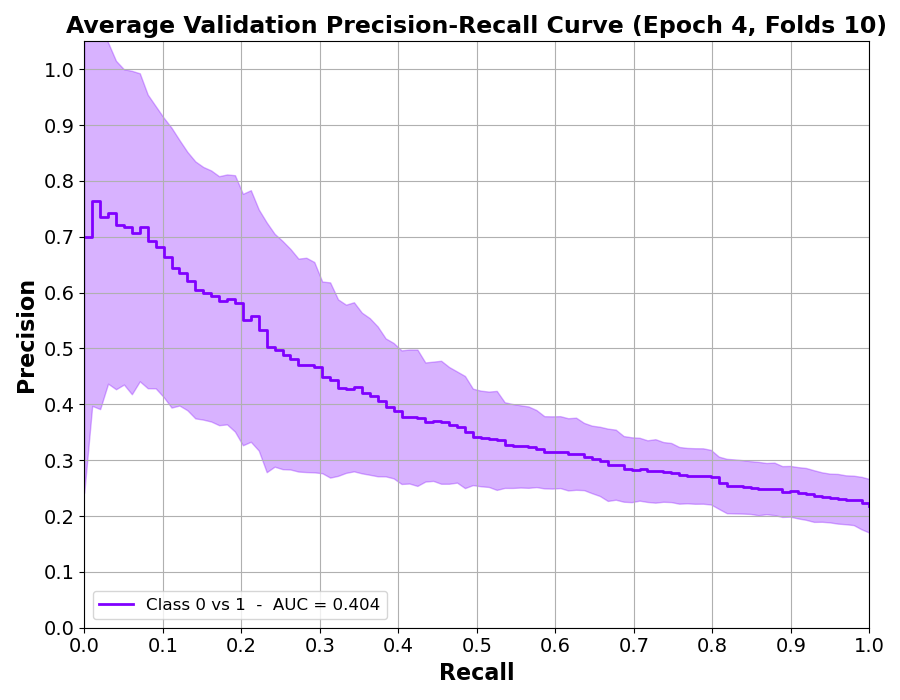 Average Validation Precision-Recall Curve (Epoch 4, Folds 10)
1.0
0.9
0.8
0.7
0.6
0.5
0.4
0.3
0.2
0.1
0.0
Precision
Class 0 vs 1  -  AUC = 0.404
0.0 0.1 0.2 0.3 0.4 0.5 0.6 0.7 0.8 0.9 1.0
Recall